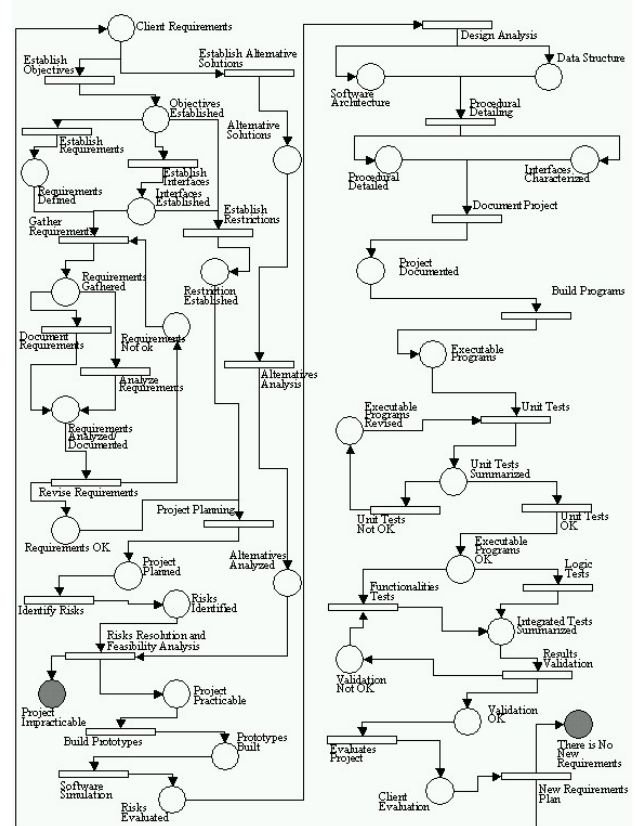 Client Requirements
Establish
Objectives
Establish Alternative
Solutions
Objectives
Established
Alternative
Solutions
Establish
Requirements
Establish
Interfaces
Requirements
Defined
Interfaces
Established
Establish
Restrictions
Gather
Requirements
Requirements
Gathered
Restriction
Established
Document
Requirements
Requirements
Not ok
Analyze
Requirements
Alternatives
Analysis
Requirements
Analyzed/
Documented
Revise Requirements
Requirements OK
Project Planning
Project
Planned
Alternatives
Analyzed
Identify Risks
Risks
Identified
Risks Resolution and
Feasibility Analysis
Project
Impracticable
Project
Practicable
Build Prototypes
Prototypes
Built
Software
Simulation
Risks
Evaluated
Design Analysis
Data Structure
Software
Architecture
Procedural
Detailing
Procedural
Detailed
Interfaces
Characterized
Document Project
Project
Documented
Build Programs
Executable
Programs
Executable
Programs
Revised
Unit Tests
Unit Tests
Summarized
Unit Tests
Not OK
Unit Tests
OK
Executable
Programs
OK
Logic
Tests
Functionalities
Tests
Integrated Tests
Summarized
Results
Validation
Validation
Not OK
Validation
OK
There is No
New
Requirements
Evaluates
Project
Client
Evaluation
New Requirements
Plan